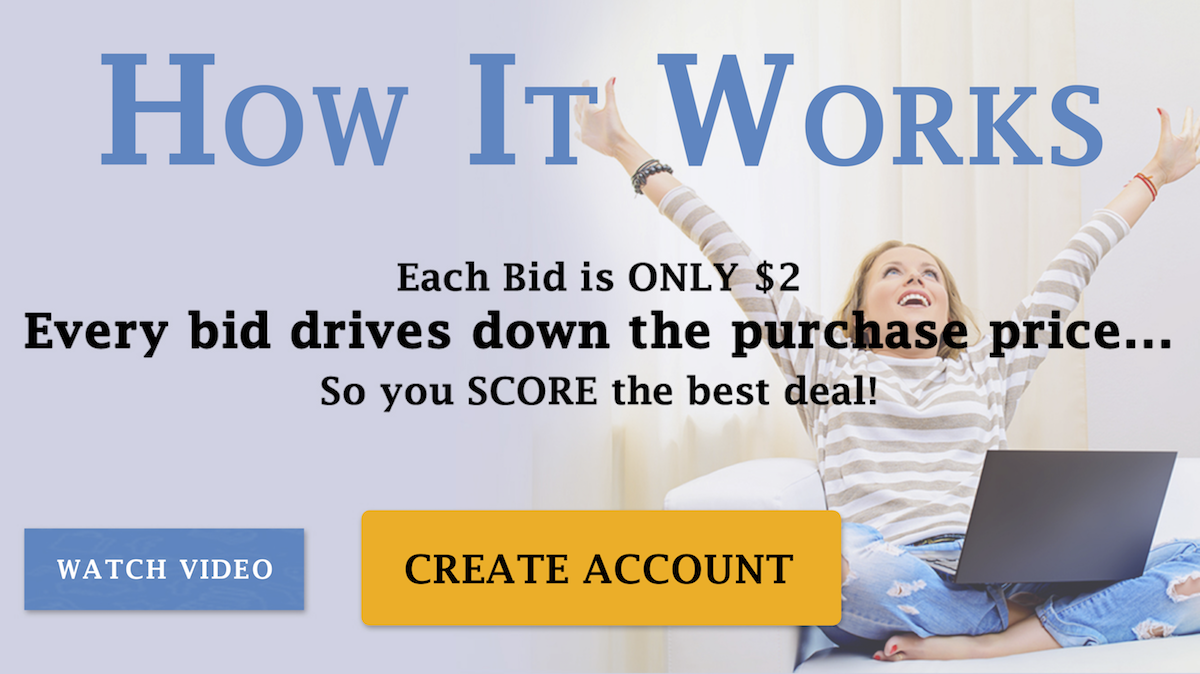 How It Works
Each Bid is ONLY $2
Every bid drives down the purchase price...
So you SCORE the best deal!
WATCH VIDEO
CREATE ACCOUNT